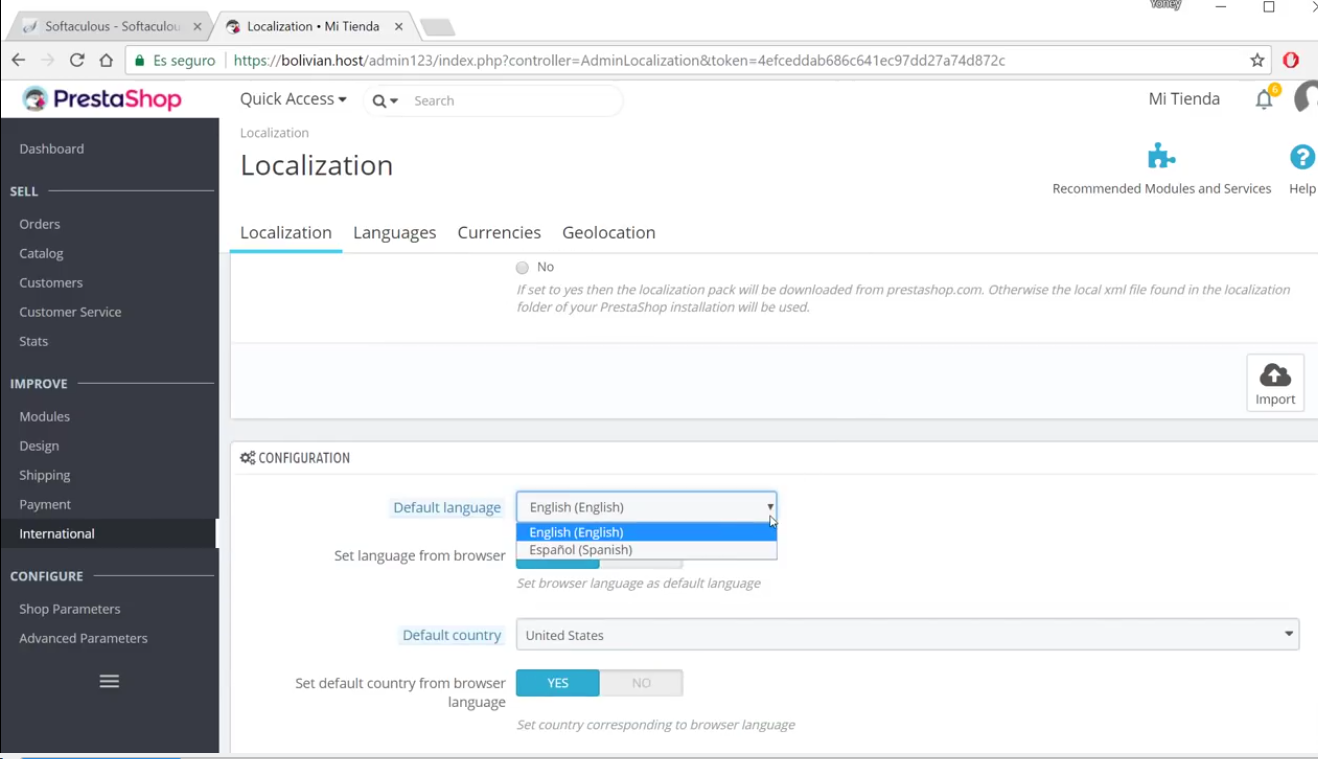 Yoney
Softaculous - Softaculou
Localization • Mi Tienda
Es seguro
https://bolivian.host/admin123/index.php?controller=AdminLocalization&token=4efceddab686c641ec97dd27a74d872c
PrestaShop
Quick Access
Search
Mi Tienda
6
Dashboard
SELL
Orders
Catalog
Customers
Customer Service
Stats
IMPROVE
Modules
Design
Shipping
Payment
International
CONFIGURE
Shop Parameters
Advanced Parameters
Localization
Localization
Recommended Modules and Services
Help
Localization
Languages
Currencies
Geolocation
No
If set to yes then the localization pack will be downloaded from prestashop.com. Otherwise the local xml file found in the localization
folder of your PrestaShop installation will be used.
Import
CONFIGURATION
Default language
English (English)
English (English)
Español (Spanish)
Set language from browser
Set browser language as default language
Default country
United States
Set default country from browser
language
YES
NO
Set country corresponding to browser language